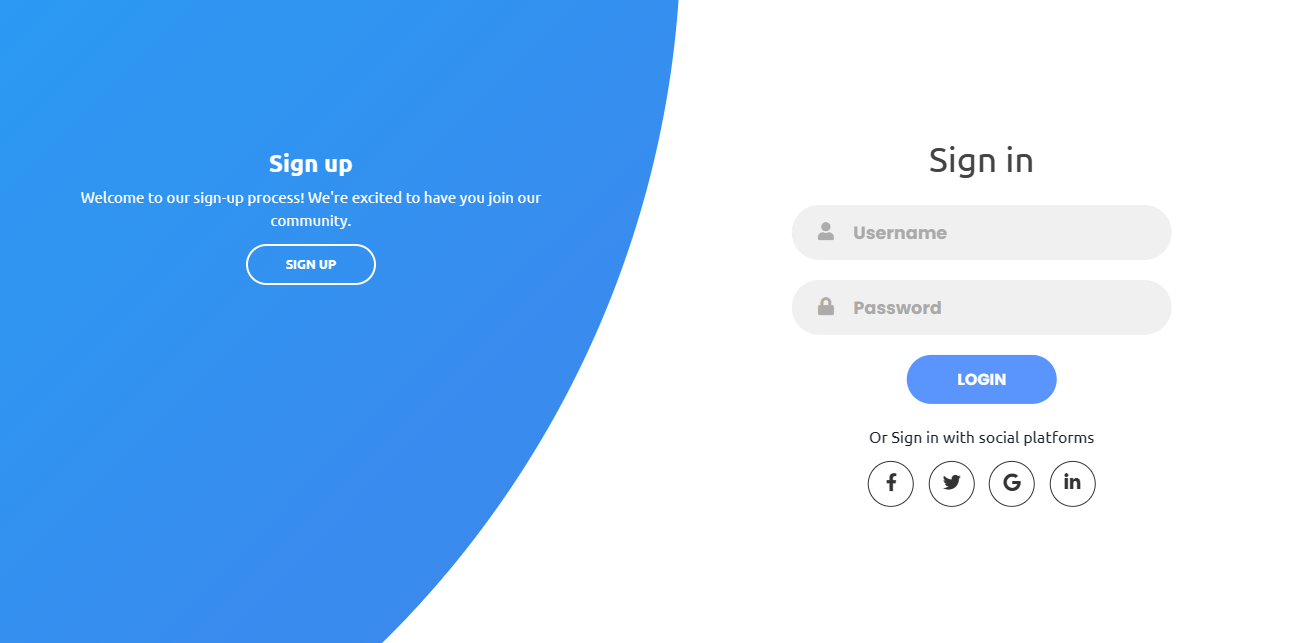 Sign up
Welcome to our sign-up process! We're excited to have you join our
community.
SIGN UP
Sign in
Username
Password
LOGIN
Or Sign in with social platforms